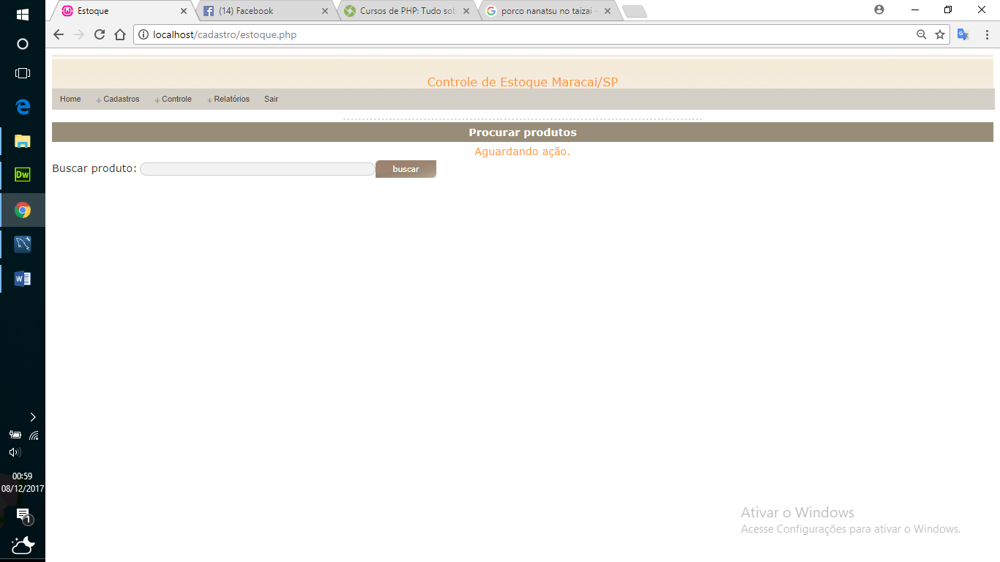 Estoque
(14) Facebook
Cursos de PHP: Tudo sob
porco nanatsu no taizai -
localhost/cadastro/estoque.php
Controle de Estoque Maracai/SP
Home Cadastros Controle Relatórios Sair
Procurar produtos
Aguardando ação.
Buscar produto: buscar
Dw
W
00:59
08/12/2017
1
Ativar o Windows
Acesse Configurações para ativar o Windows.